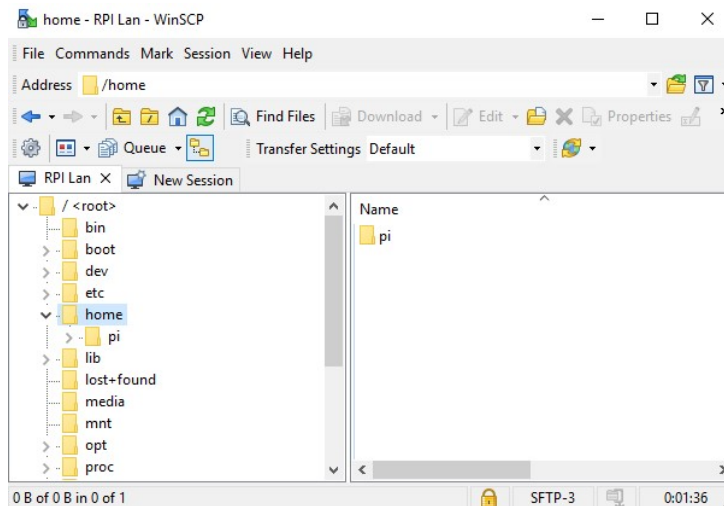 home - RPI Lan - WinSCP
File Commands Mark Session View Help
Address /home
Find Files Download Edit Properties
Queue Transfer Settings Default
RPI Lan New Session
/ <root>
bin
boot
dev
etc
home
pi
lib
lost+found
media
mnt
opt
proc
Name
pi
0 B of 0 B in 0 of 1 SFTP-3 0:01:36